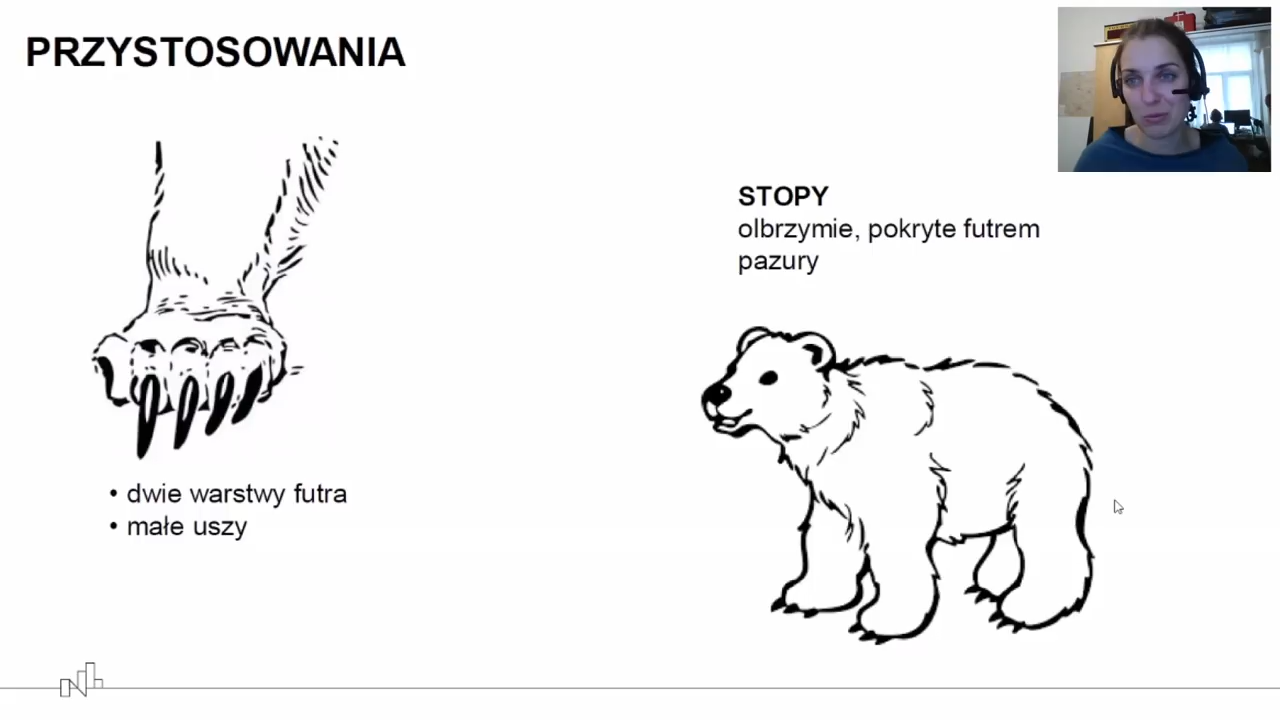 PRZYSTOSOWANIA
STOPY
olbrzymie, pokryte futrem
pazury
• dwie warstwy futra
• małe uszy